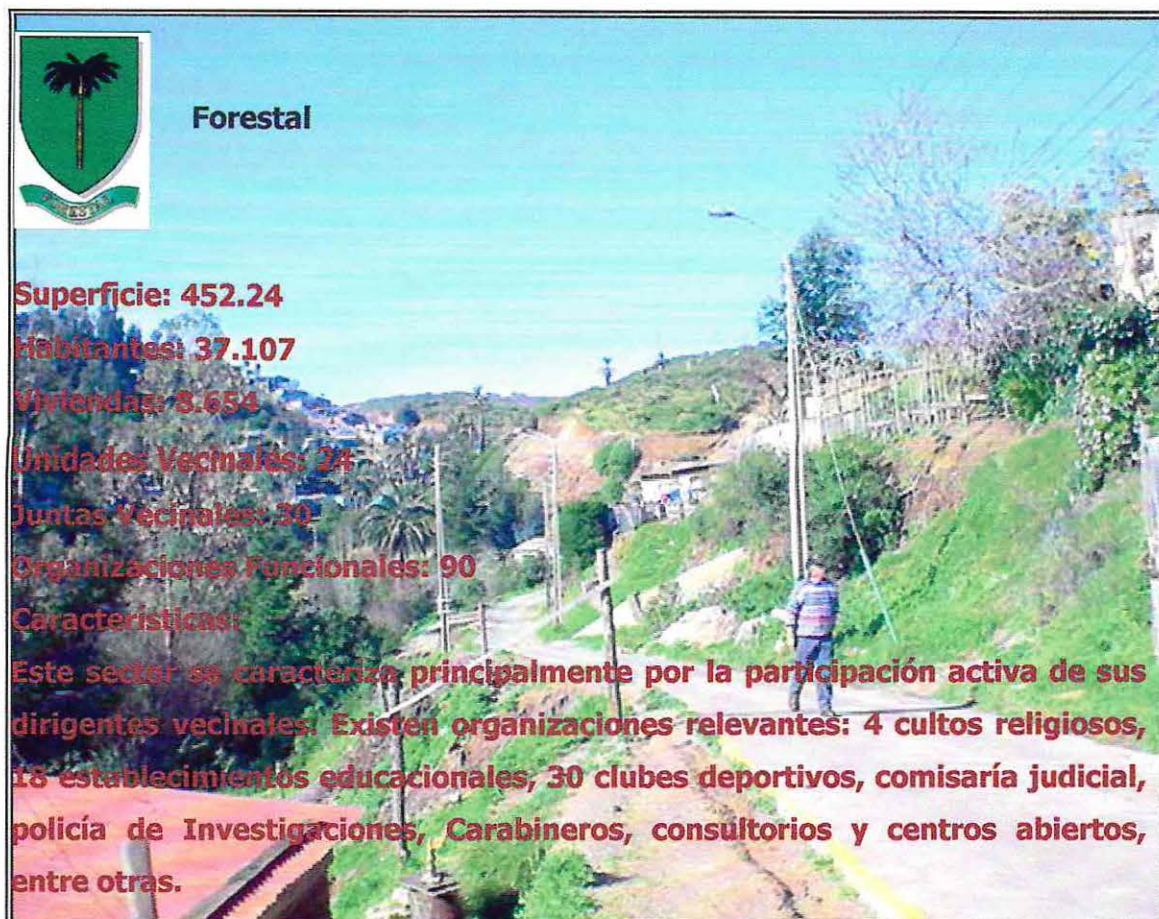 Forestal
FORESTAL
Superficie: 452.24
Habitantes: 37.107
Viviendas: 8.654
Unidades Vecinales: 24
Juntas Vecinales: 30
Organizaciones Funcionales: 90
Características:
Este sector se caracteriza principalmente por la participación activa de sus
dirigentes vecinales. Existen organizaciones relevantes: 4 cultos religiosos,
18 establecimientos educacionales, 30 clubes deportivos, comisaría judicial,
policía de Investigaciones, Carabineros, consultorios y centros abiertos,
entre otras.